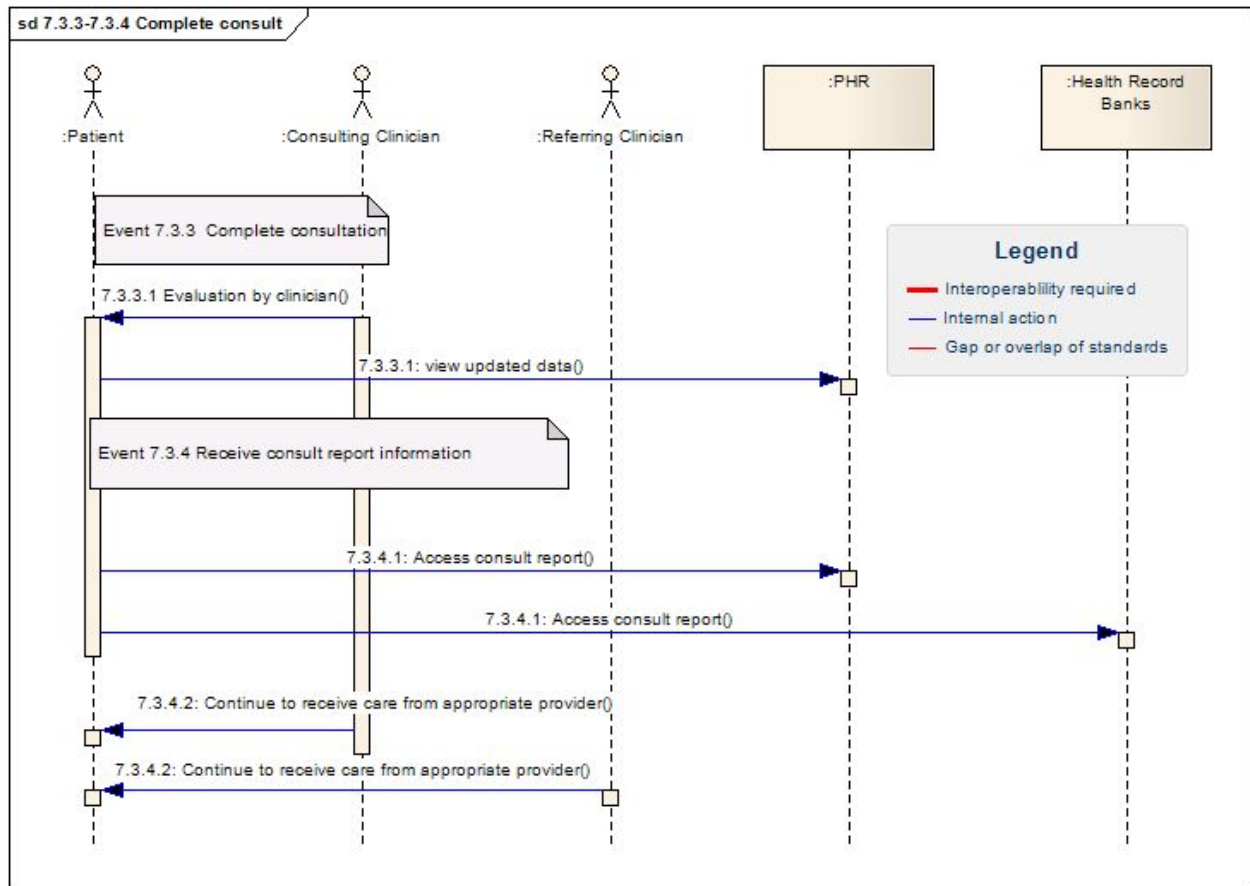 sd 7.3.3-7.3.4 Complete consult
:Patient
:Consulting Clinician
:Referring Clinician
:PHR
:Health Record
Banks
Event 7.3.3 Complete consultation
Legend
Interoperablility required
Internal action
Gap or overlap of standards
7.3.3.1 Evaluation by clinician()
7.3.3.1: view updated data()
Event 7.3.4 Receive consult report information
7.3.4.1: Access consult report()
7.3.4.1: Access consult report()
7.3.4.2: Continue to receive care from appropriate provider()
7.3.4.2: Continue to receive care from appropriate provider()